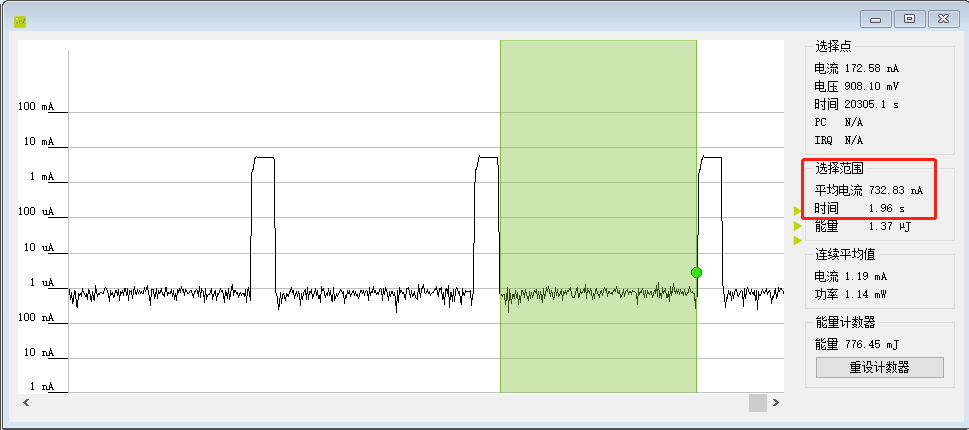 100 mA
10 mA
1 mA
100 uA
10 uA
1 uA
100 nA
10 nA
1 nA
选择点
电流 172.58 nA
电压 908.10 mV
时间 20305.1 s
PC N/A
IRQ N/A
选择范围
平均电流 732.83 nA
时间 1.96 s
能量 1.37 µJ
连续平均值
电流 1.19 mA
功率 1.14 mW
能量计数器
能量 776.45 mJ
重设计数器